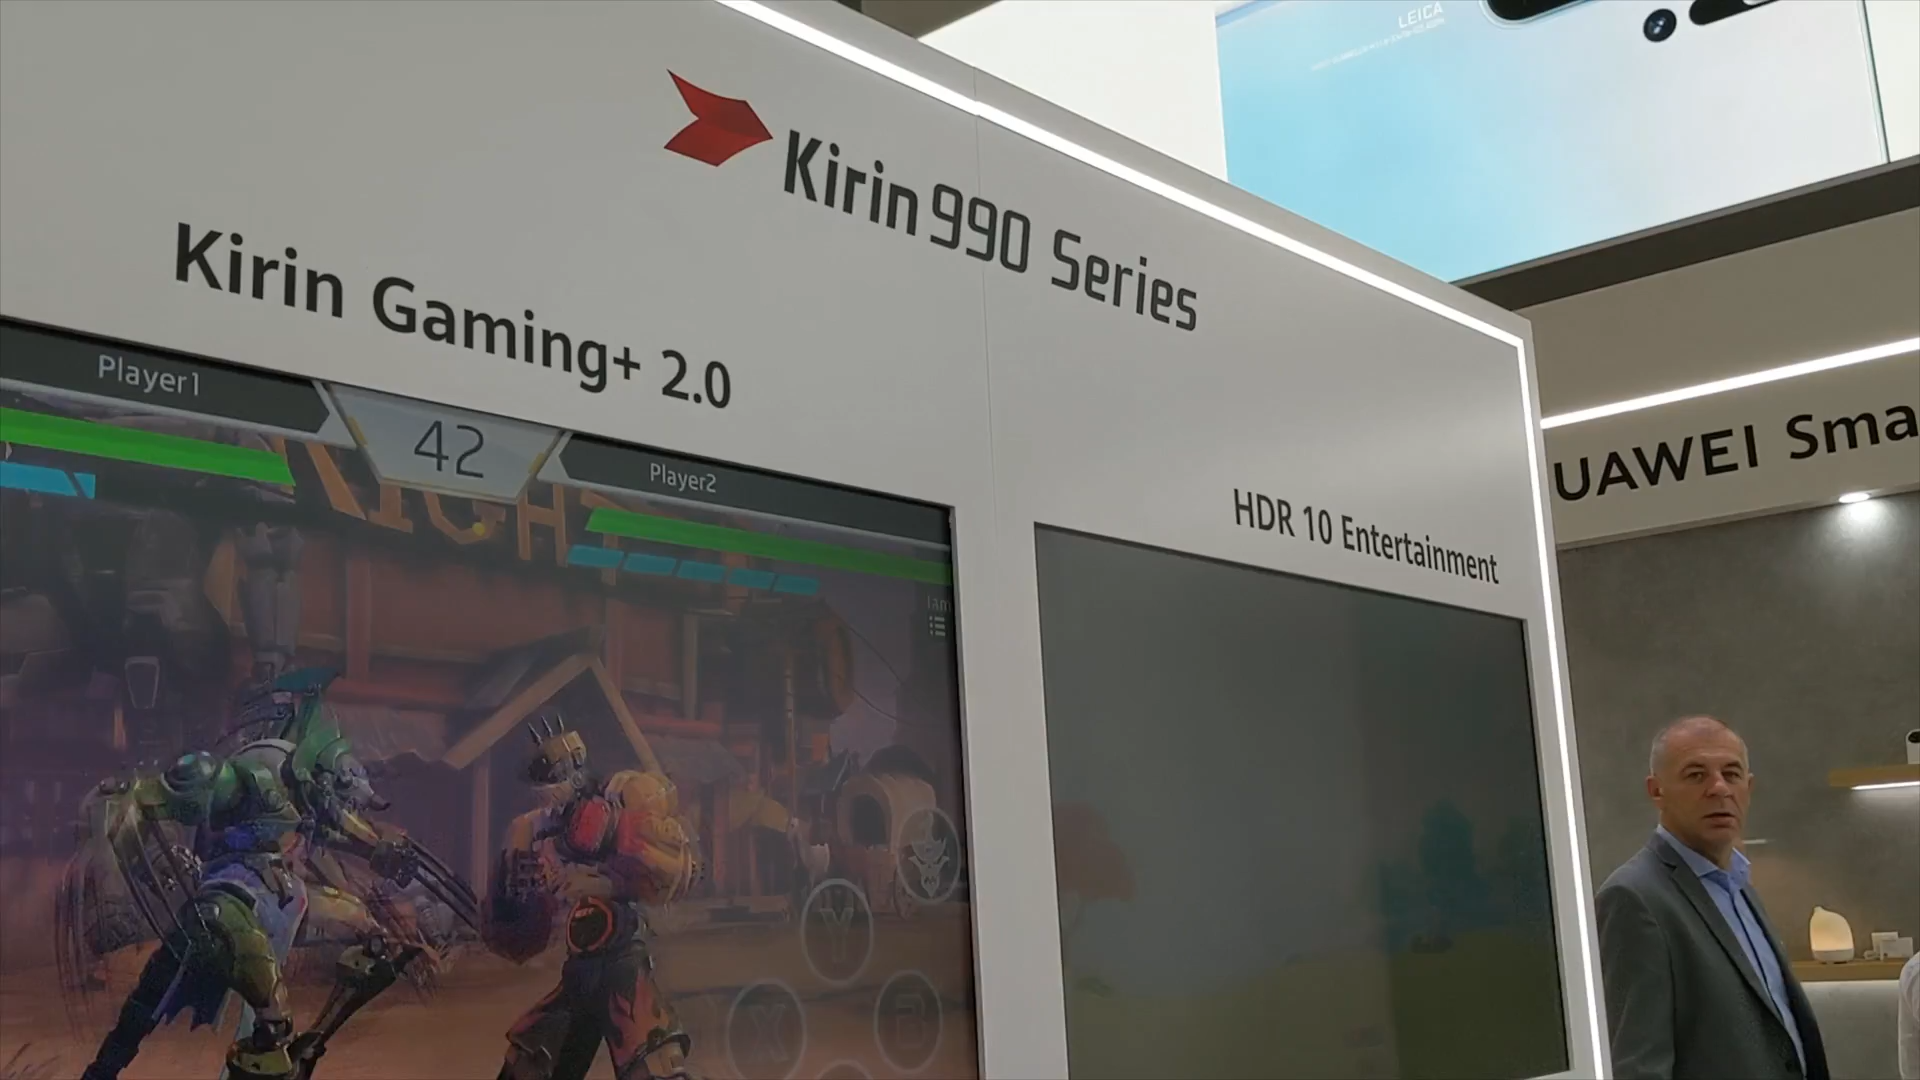 LEICA
Kirin 990 Series
Kirin Gaming+ 2.0
Player1
42
Player2
HDR 10 Entertainment
UAWEI Sma
Y
X
B